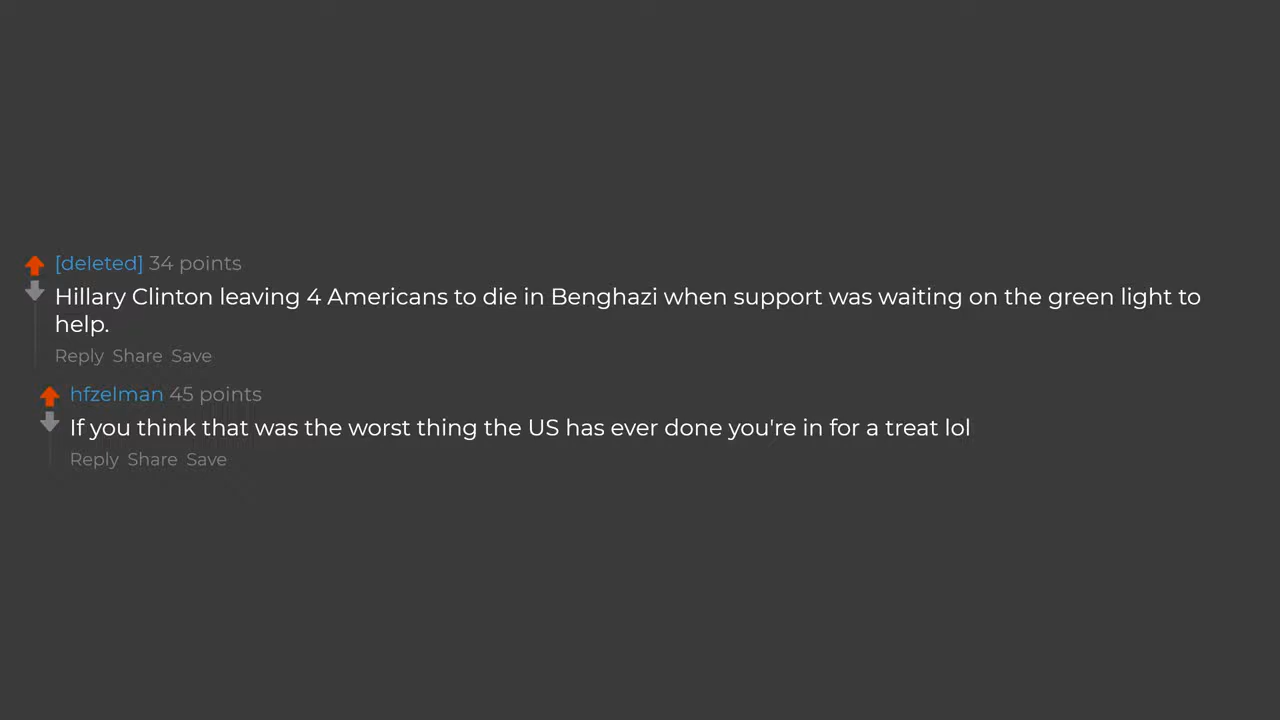 [deleted] 34 points
Hillary Clinton leaving 4 Americans to die in Benghazi when support was waiting on the green light to
help.
Reply Share Save
hfzelman 45 points
If you think that was the worst thing the US has ever done you're in for a treat lol
Reply Share Save